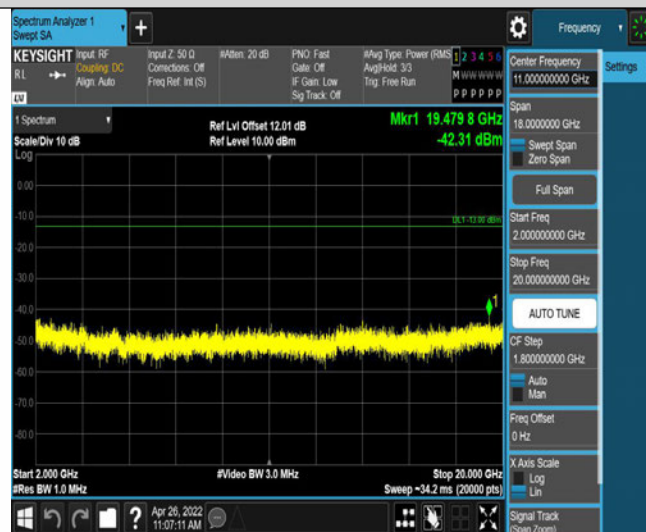 Spectrum Analyzer 1
Swept SA
+
Frequency
KEYSIGHT
RL
Input: RF
Coupling: DC
Align: Auto
Input Z: 50 Ω
Corrections: Off
Freq Ref: Int (S)
#Atten: 20 dB
PNO: Fast
Gate: Off
IF Gain: Low
Sig Track: Off
#Avg Type: Power (RMS
Avg|Hold: 3/3
Trig: Free Run
1 2 3 4 5 6
M W W W W W
P P P P P P
LXI
1 Spectrum
Scale/Div 10 dB
Ref Lvl Offset 12.01 dB
Ref Level 10.00 dBm
Mkr1 19.479 8 GHz
-42.31 dBm
Log
0.00
-10.0
DL1 -13.00 dBm
-20.0
-30.0
-40.0
1
-50.0
-60.0
-70.0
-80.0
Start 2.000 GHz
#Res BW 1.0 MHz
#Video BW 3.0 MHz
Stop 20.000 GHz
Sweep ~34.2 ms (20000 pts)
?
Apr 26, 2022
11:07:11 AM
Center Frequency
11.000000000 GHz
Settings
Span
18.0000000 GHz
Swept Span
Zero Span
Full Span
Start Freq
2.000000000 GHz
Stop Freq
20.000000000 GHz
AUTO TUNE
CF Step
1.800000000 GHz
Auto
Man
Freq Offset
0 Hz
X Axis Scale
Log
Lin
Signal Track
(Span Zoom)